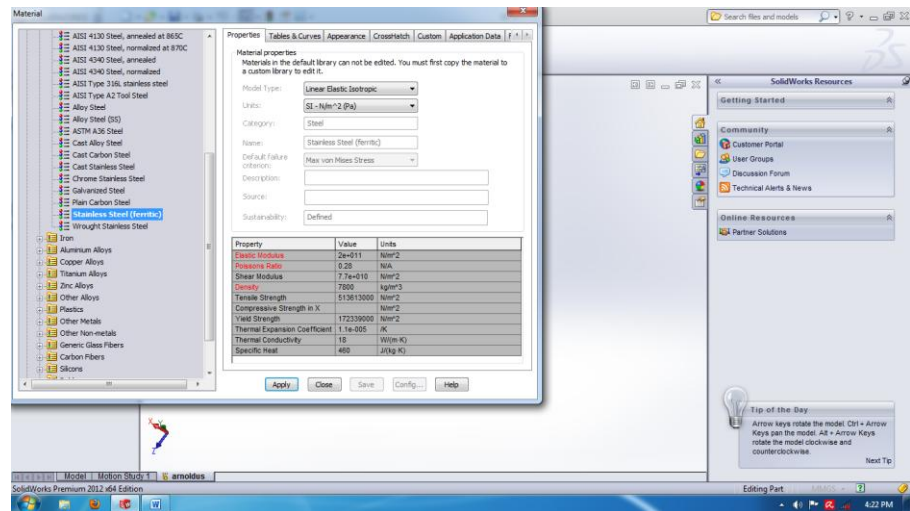 Material
AISI 4130 Steel, annealed at 865C
AISI 4130 Steel, normalized at 870C
AISI 4340 Steel, annealed
AISI 4340 Steel, normalized
AISI Type 316L stainless steel
AISI Type A2 Tool Steel
Alloy Steel
Alloy Steel (SS)
ASTM A36 Steel
Cast Alloy Steel
Cast Carbon Steel
Cast Stainless Steel
Chrome Stainless Steel
Galvanized Steel
Plain Carbon Steel
Stainless Steel (ferritic)
Wrought Stainless Steel
Iron
Aluminium Alloys
Copper Alloys
Titanium Alloys
Zinc Alloys
Other Alloys
Plastics
Other Metals
Other Non-metals
Generic Glass Fibers
Carbon Fibers
Silicons
Properties Tables & Curves Appearance CrossHatch Custom Application Data
Material properties
Materials in the default library can not be edited. You must first copy the material to
a custom library to edit it.
Model Type: Linear Elastic Isotropic
Units: SI - N/m^2 (Pa)
Category: Steel
Name: Stainless Steel (ferritic)
Default failure
criterion: Max von Mises Stress
Description:
Source:
Sustainability: Defined
Property Value Units
Elastic Modulus 2e+011 N/m^2
Poissons Ratio 0.28 N/A
Shear Modulus 7.7e+010 N/m^2
Density 7800 kg/m^3
Tensile Strength 513613000 N/m^2
Compressive Strength in X N/m^2
Yield Strength 172339000 N/m^2
Thermal Expansion Coefficient 1.1e-005 /K
Thermal Conductivity 18 W/(m·K)
Specific Heat 460 J/(kg·K)
Apply Close Save Config... Help
Search files and models
SolidWorks Resources
Getting Started
Community
Customer Portal
User Groups
Discussion Forum
Technical Alerts & News
Online Resources
Partner Solutions
Tip of the Day
Arrow keys rotate the model. Ctrl + Arrow
Keys pan the model. Alt + Arrow Keys
rotate the model clockwise and
counterclockwise.
Next Tip
Model Motion Study 1 arnoldus
SolidWorks Premium 2012 x64 Edition
Editing Part MMGS
4:22 PM